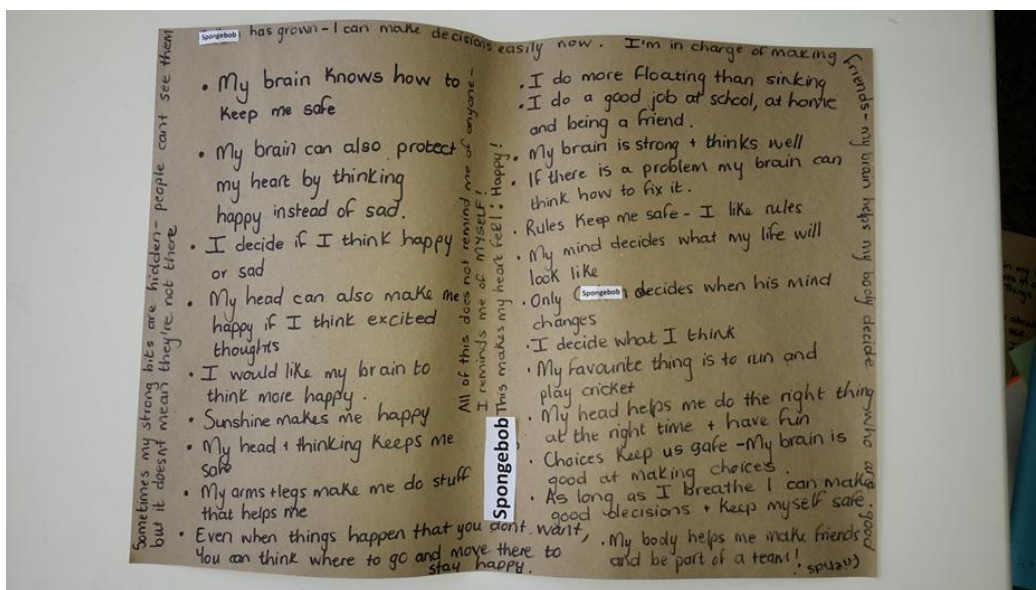 Spongebob has grown - I can make decisions easily now. I'm in charge of making
friends - my brain helps my body decide who are good
friends!
Sometimes my strong bits are hidden - people cant see them
but it doesnt mean they're not there
• My brain knows how to
keep me safe
• My brain can also protect
my heart by thinking
happy instead of sad.
• I decide if I think happy
or sad
• My head can also make me
happy if I think excited
thoughts
• I would like my brain to
think more happy.
• Sunshine makes me happy
• My head + thinking keeps me
safe
• My arms + legs make me do stuff
that helps me
• Even when things happen that you dont want,
You can think where to go and move there to
stay happy.
All of this does not remind me of anyone -
I reminds me of MYSELF!
This makes my heart feel: Happy!
Spongebob
• I do more floating than sinking
• I do a good job at school, at home
and being a friend.
• My brain is strong + thinks well
• If there is a problem my brain can
think how to fix it.
• Rules keep me safe - I like rules
• My mind decides what my life will
look like
• Only Spongebob decides when his mind
changes
• I decide what I think
• My favourite thing is to run and
play cricket
• My head helps me do the right thing
at the right time + have fun
• Choices keep us safe - My brain is
good at making choices.
• As long as I breathe I can make
good decisions + keep myself safe.
• My body helps me make friends
and be part of a team!